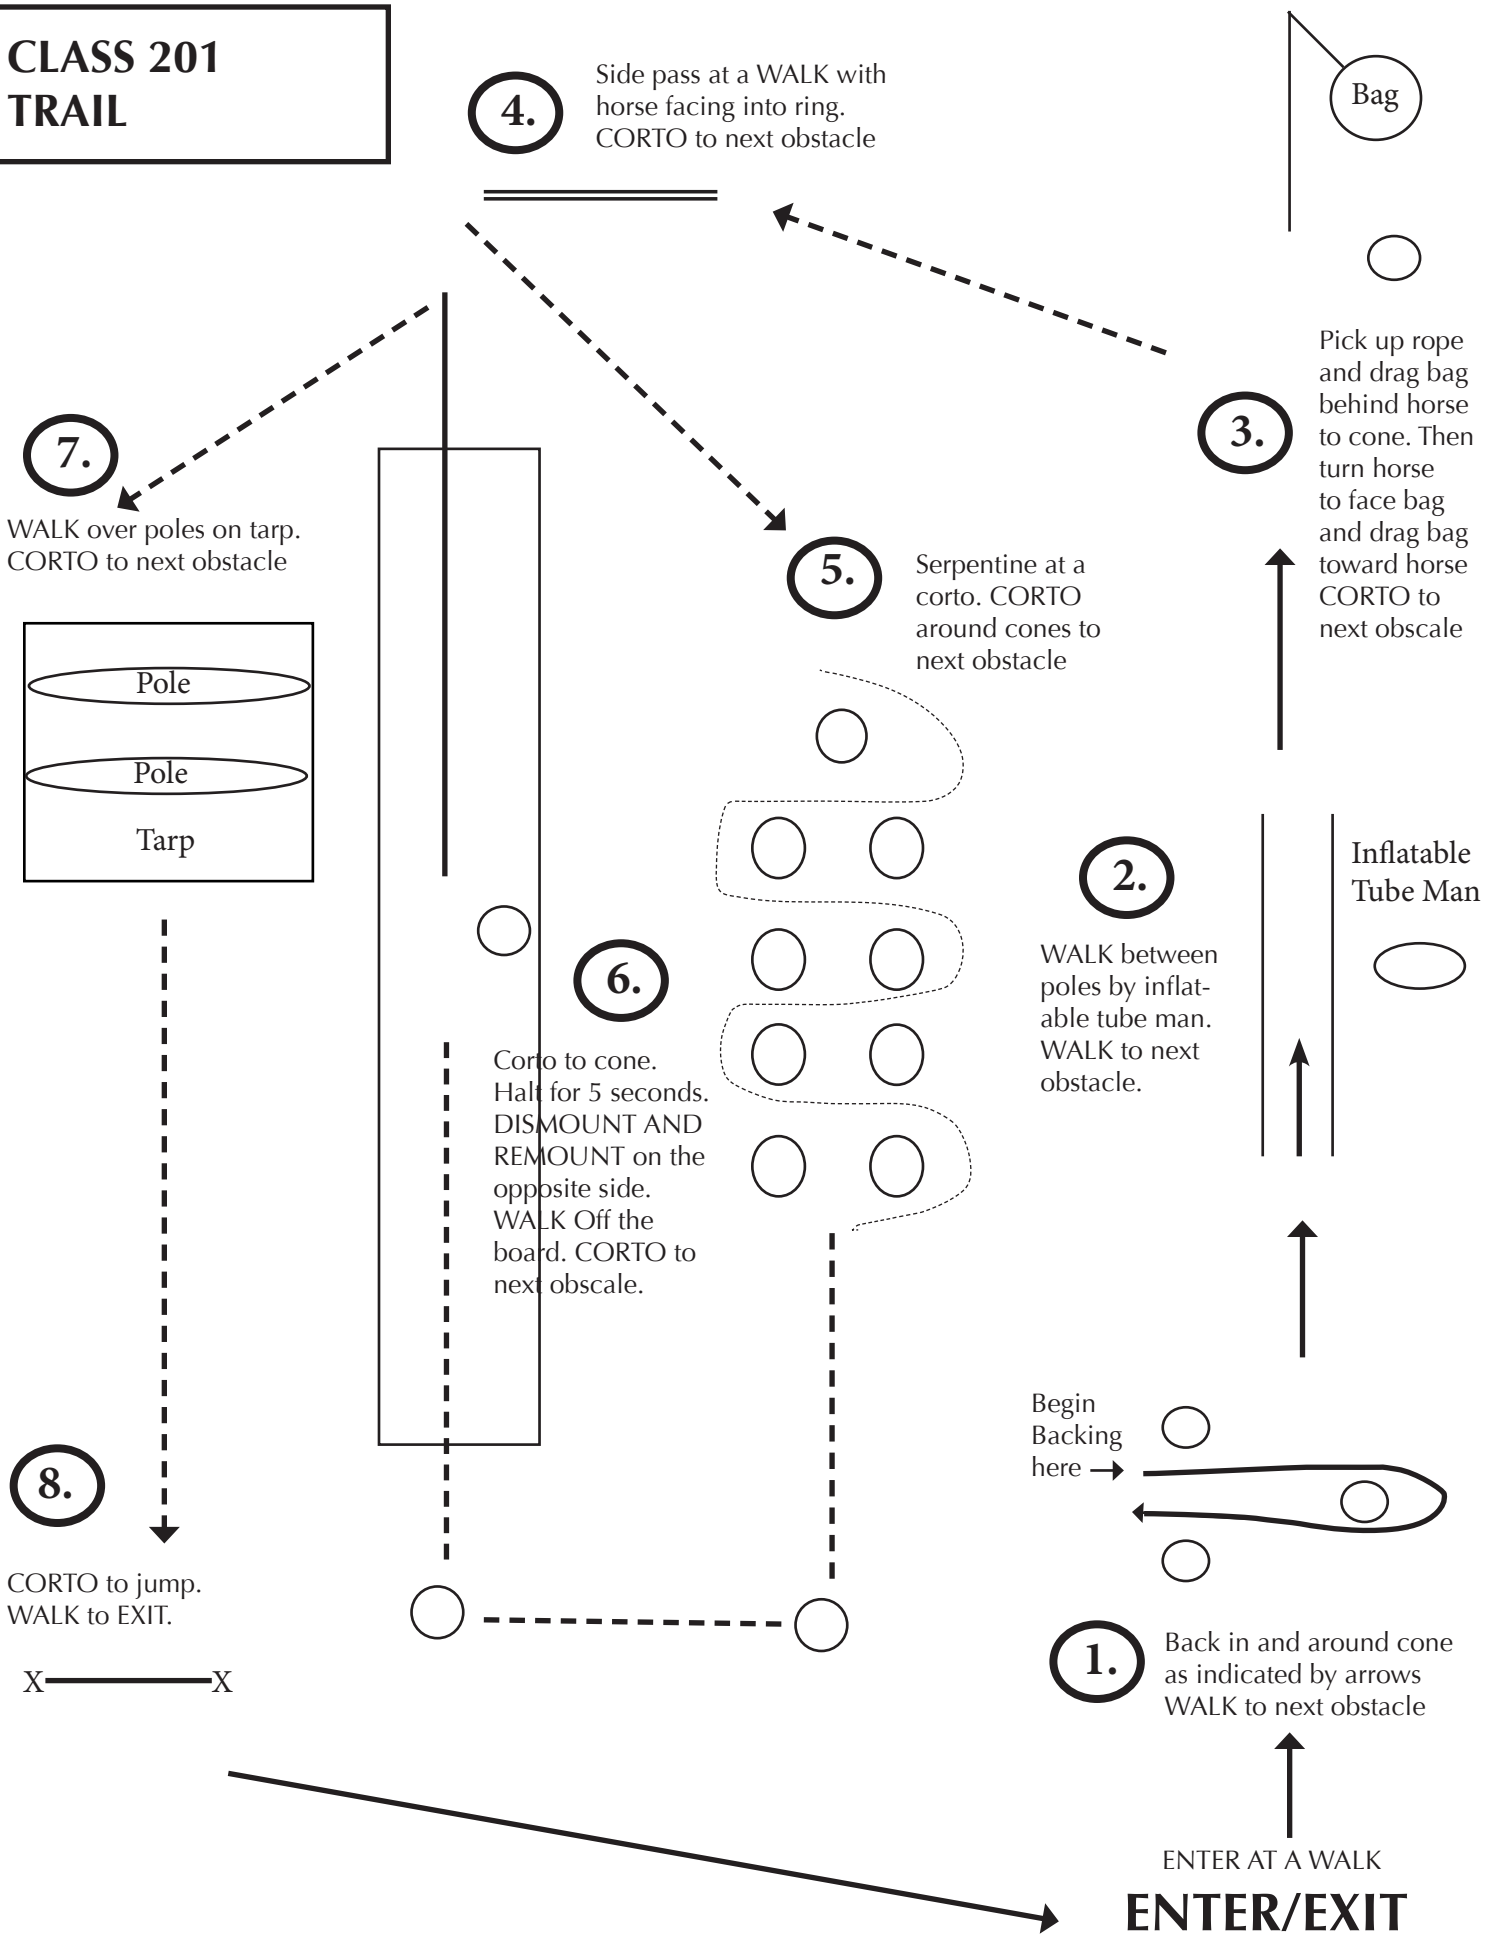 CLASS 201
TRAIL
4.
Side pass at a WALK with
horse facing into ring.
CORTO to next obstacle
Bag
3.
Pick up rope
and drag bag
behind horse
to cone. Then
turn horse
to face bag
and drag bag
toward horse
CORTO to
next obscale
7.
WALK over poles on tarp.
CORTO to next obstacle
Pole
Pole
Tarp
5.
Serpentine at a
corto. CORTO
around cones to
next obstacle
6.
Corto to cone.
Halt for 5 seconds.
DISMOUNT AND
REMOUNT on the
opposite side.
WALK Off the
board. CORTO to
next obscale.
2.
WALK between
poles by inflat-
able tube man.
WALK to next
obstacle.
Inflatable
Tube Man
Begin
Backing
here
8.
CORTO to jump.
WALK to EXIT.
X X
1.
Back in and around cone
as indicated by arrows
WALK to next obstacle
ENTER AT A WALK
ENTER/EXIT